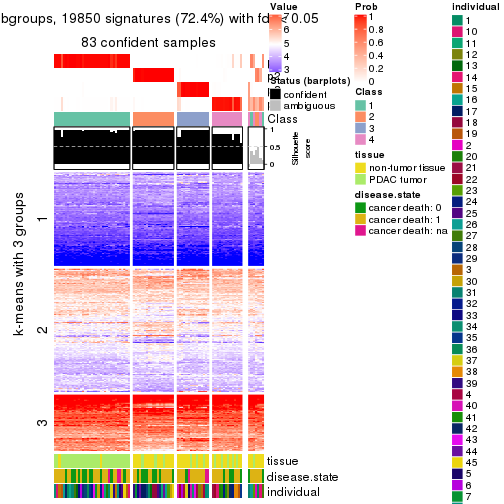 bgroups, 19850 signatures (72.4%) with fdr < 0.05
83 confident samples
Class
1
0.5
0
Silhouette
score
k-means with 3 groups
1
2
3
tissue
disease.state
individual
Value
7
6
5
4
3
Status (barplots)
confident
ambiguous
Prob
1
0.8
0.6
0.4
0.2
0
Class
1
2
3
4
tissue
non-tumor tissue
PDAC tumor
disease.state
cancer death: 0
cancer death: 1
cancer death: na
individual
1
10
11
12
13
14
15
16
17
18
19
2
20
21
22
23
24
25
26
27
28
29
3
30
31
32
33
34
35
36
37
38
39
4
40
41
42
43
44
45
5
6
7